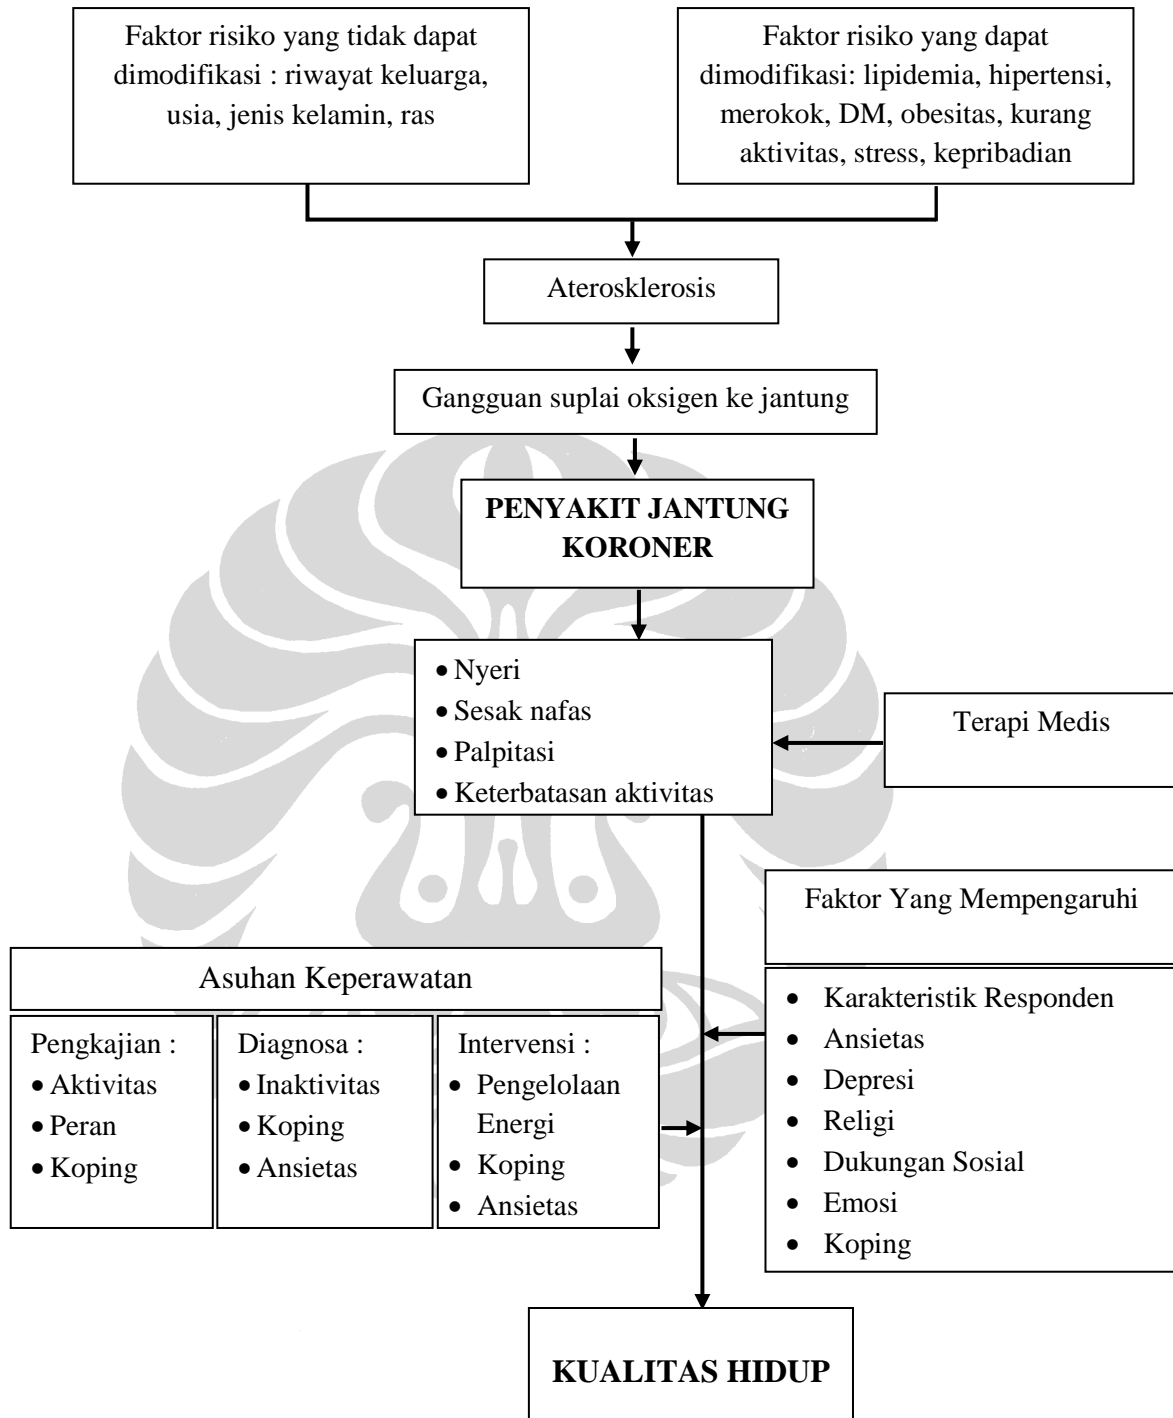 Faktor risiko yang tidak dapat
dimodifikasi : riwayat keluarga,
usia, jenis kelamin, ras
Faktor risiko yang dapat
dimodifikasi: lipidemia, hipertensi,
merokok, DM, obesitas, kurang
aktivitas, stress, kepribadian
Aterosklerosis
Gangguan suplai oksigen ke jantung
PENYAKIT JANTUNG
KORONER
• Nyeri
• Sesak nafas
• Palpitasi
• Keterbatasan aktivitas
Terapi Medis
Faktor Yang Mempengaruhi
• Karakteristik Responden
• Ansietas
• Depresi
• Religi
• Dukungan Sosial
• Emosi
• Koping
Asuhan Keperawatan
Pengkajian :
• Aktivitas
• Peran
• Koping
Diagnosa :
• Inaktivitas
• Koping
• Ansietas
Intervensi :
• Pengelolaan
Energi
• Koping
• Ansietas
KUALITAS HIDUP